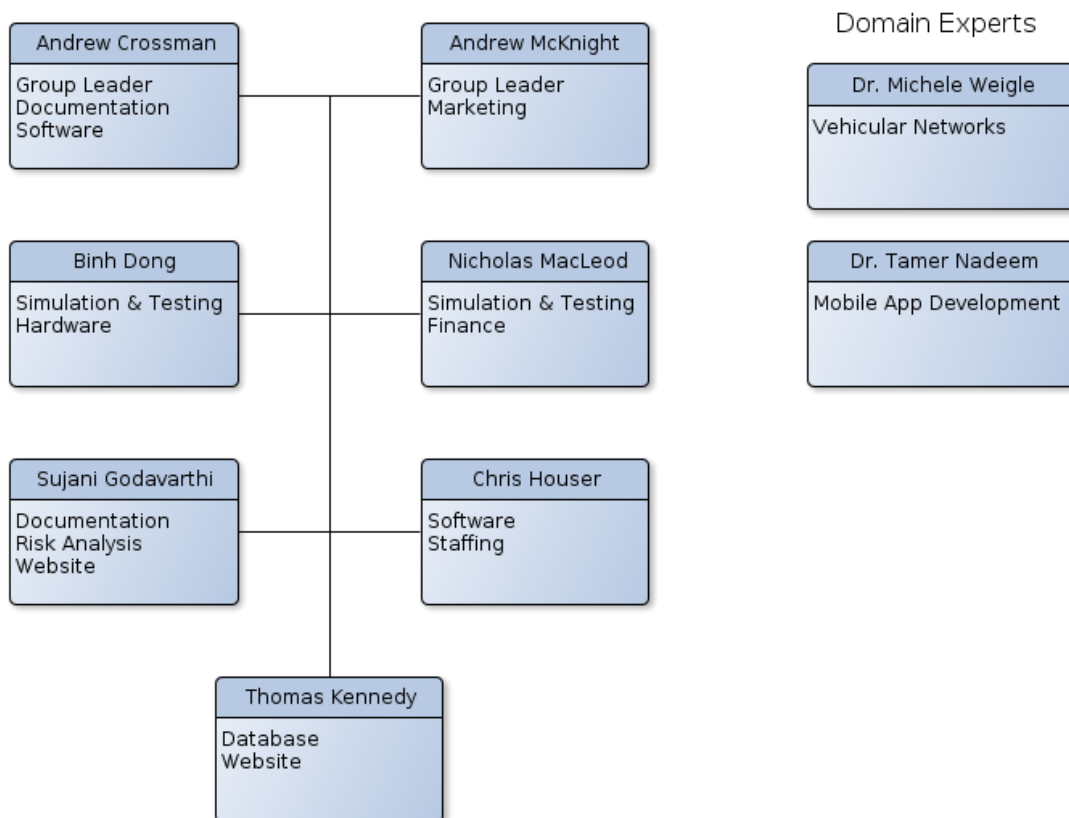 Domain Experts
Andrew Crossman
Group Leader
Documentation
Software
Andrew McKnight
Group Leader
Marketing
Dr. Michele Weigle
Vehicular Networks
Binh Dong
Simulation & Testing
Hardware
Nicholas MacLeod
Simulation & Testing
Finance
Dr. Tamer Nadeem
Mobile App Development
Sujani Godavarthi
Documentation
Risk Analysis
Website
Chris Houser
Software
Staffing
Thomas Kennedy
Database
Website